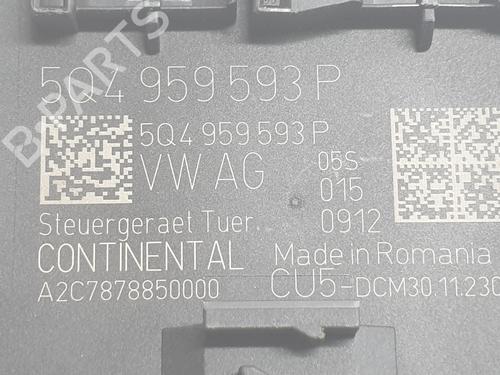 5Q4 959 593 P
5Q4 959 593 P
VW AG
05S
015
Steuergeraet Tuer
0912
CONTINENTAL
Made in Romania
A2C7878850000
CU5-DCM30.11.230
B-PARTS